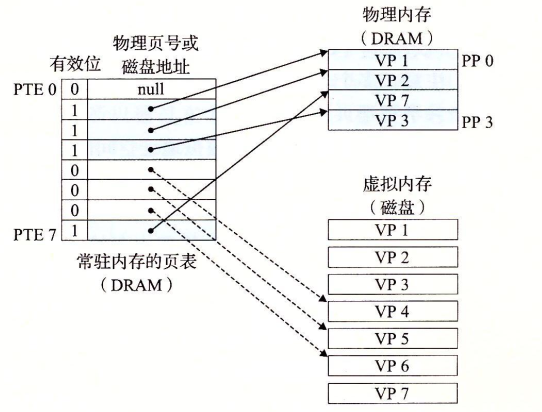 物理页号或
有效位 磁盘地址
PTE 0 0 null
1
1
1
0
0
0
PTE 7 1
常驻内存的页表
（DRAM）
物理内存
（DRAM）
VP 1 PP 0
VP 2
VP 7
VP 3 PP 3
虚拟内存
（磁盘）
VP 1
VP 2
VP 3
VP 4
VP 5
VP 6
VP 7